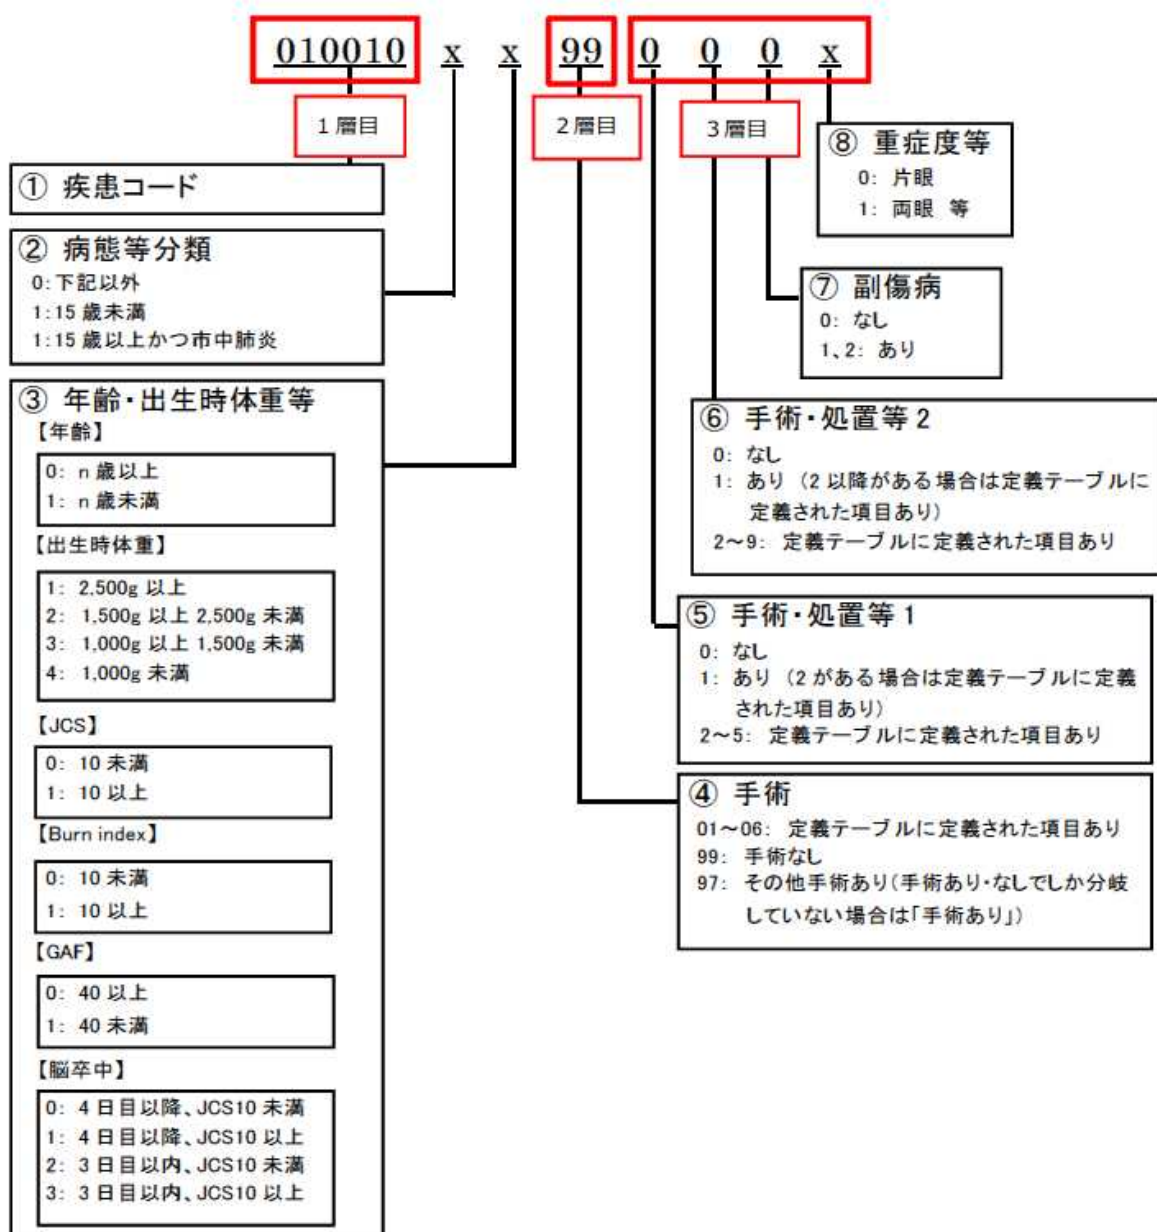 010010 x x 99 0 0 0 x
1層目
2層目
3層目
① 疾患コード
② 病態等分類
0:下記以外
1:15歳未満
1:15歳以上かつ市中肺炎
③ 年齢・出生時体重等
【年齢】
0: n歳以上
1: n歳未満
【出生時体重】
1: 2,500g 以上
2: 1,500g 以上 2,500g 未満
3: 1,000g 以上 1,500g 未満
4: 1,000g 未満
【JCS】
0: 10 未満
1: 10 以上
【Burn index】
0: 10 未満
1: 10 以上
【GAF】
0: 40 以上
1: 40 未満
【脳卒中】
0: 4日目以降、JCS10 未満
1: 4日目以降、JCS10 以上
2: 3日目以内、JCS10 未満
3: 3日目以内、JCS10 以上
⑧ 重症度等
0: 片眼
1: 両眼 等
⑦ 副傷病
0: なし
1、2: あり
⑥ 手術・処置等2
0: なし
1: あり (2以降がある場合は定義テーブルに
定義された項目あり)
2~9: 定義テーブルに定義された項目あり
⑤ 手術・処置等1
0: なし
1: あり (2がある場合は定義テーブルに定義
された項目あり)
2~5: 定義テーブルに定義された項目あり
④ 手術
01~06: 定義テーブルに定義された項目あり
99: 手術なし
97: その他手術あり(手術あり・なしでしか分岐
していない場合は「手術あり」)